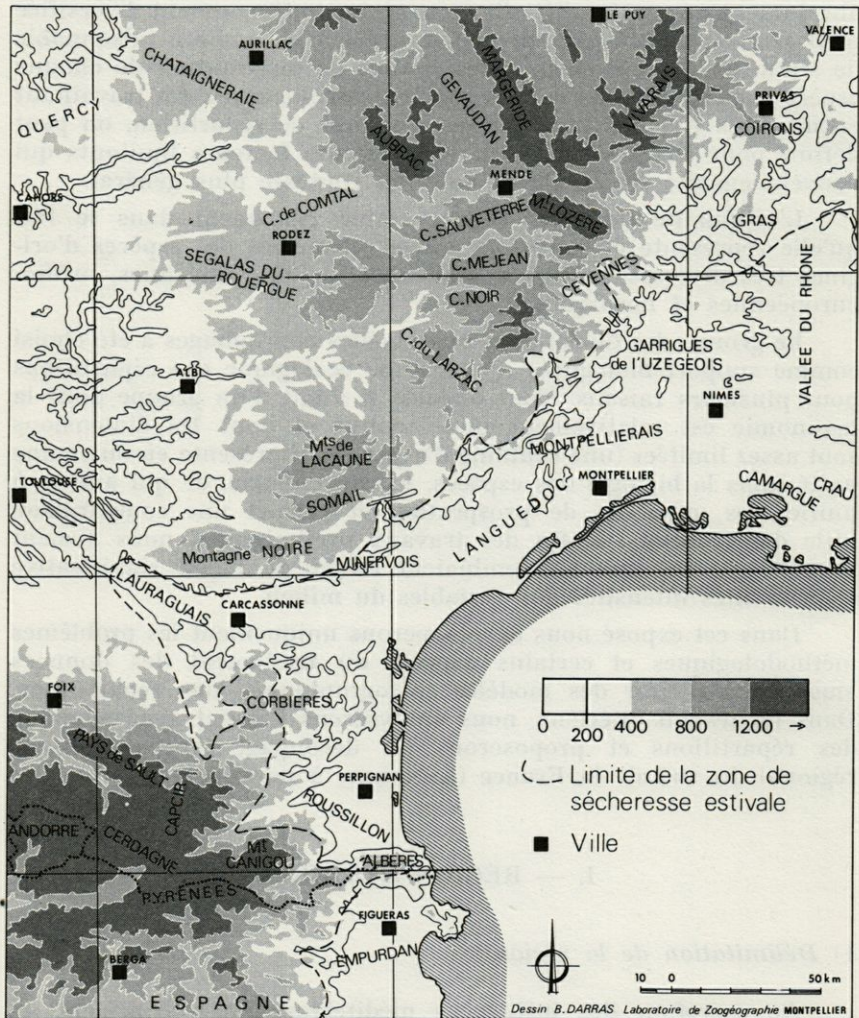 LE PUY
VALENCE
AURILLAC
CHATAIGNERAIE
MARGERIDE
GEVAUDAN
VIVARAIS
PRIVAS
COÏRONS
QUERCY
AUBRAC
MENDE
CAHORS
C. de COMTAL
C. SAUVETERRE
Mt LOZERE
RODEZ
GRAS
SEGALAS DU
ROUERGUE
C. MEJEAN
CEVENNES
C. NOIR
VALLEE DU RHONE
GARRIGUES
de l'UZEGEOIS
C. du LARZAC
ALBI
NIMES
MONTPELLIERAIS
Mts de
LACAUNE
TOULOUSE
SOMAIL
MONTPELLIER
CAMARGUE
CRAU
LANGUEDOC
Montagne NOIRE
MINERVOIS
LAURAGUAIS
CARCASSONNE
FOIX
CORBIERES
0 200 400 800 1200
PAYS de SAULT
PERPIGNAN
Limite de la zone de
sécheresse estivale
CAPCIR
ROUSSILLON
ANDORRE
CERDAGNE
Mt
CANIGOU
Ville
ALBERES
PYRENEES
FIGUERAS
EMPURDAN
BERGA
ESPAGNE
10 0 50 km
Dessin B. DARRAS Laboratoire de Zoogéographie MONTPELLIER